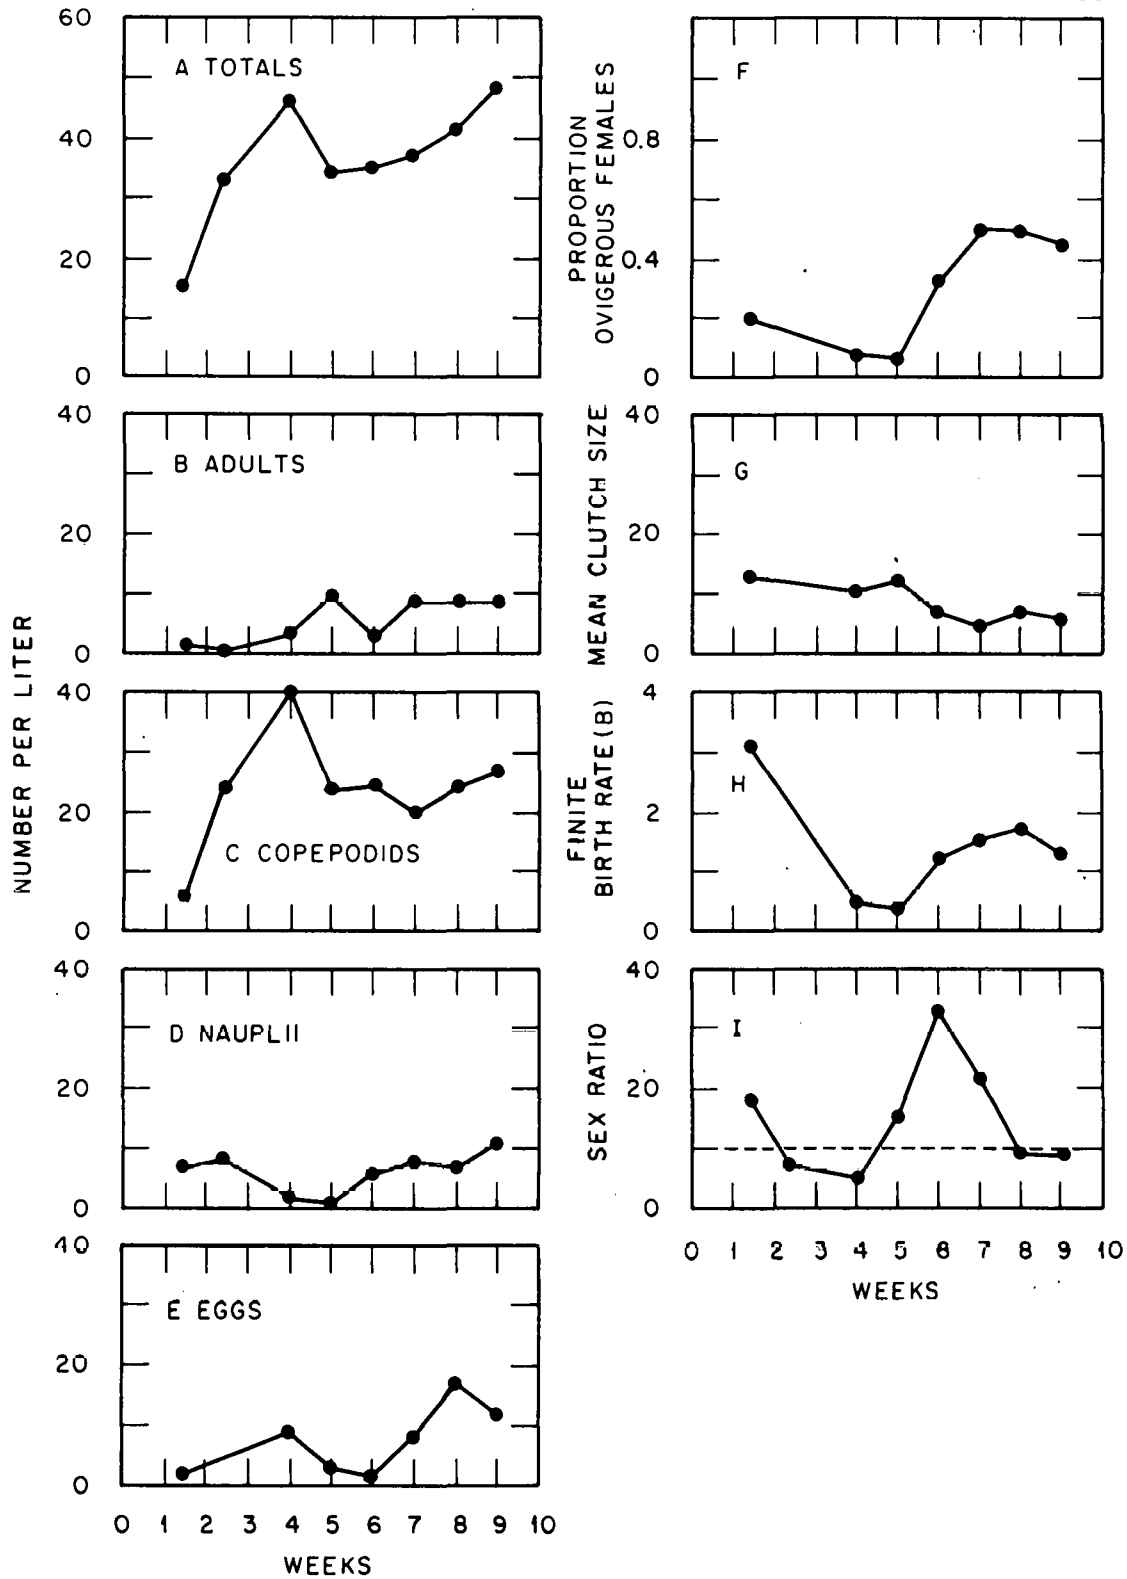 NUMBER PER LITER
60
40
20
0
A TOTALS
40
20
0
B ADULTS
40
20
0
C COPEPODIDS
40
20
0
D NAUPLII
40
20
0
E EGGS
0 1 2 3 4 5 6 7 8 9 10
WEEKS
PROPORTION
OVIGEROUS FEMALES
0.8
0.4
0
F
MEAN CLUTCH SIZE
40
20
0
G
FINITE
BIRTH RATE (B)
4
2
0
H
SEX RATIO
40
20
0
I
0 1 2 3 4 5 6 7 8 9 10
WEEKS